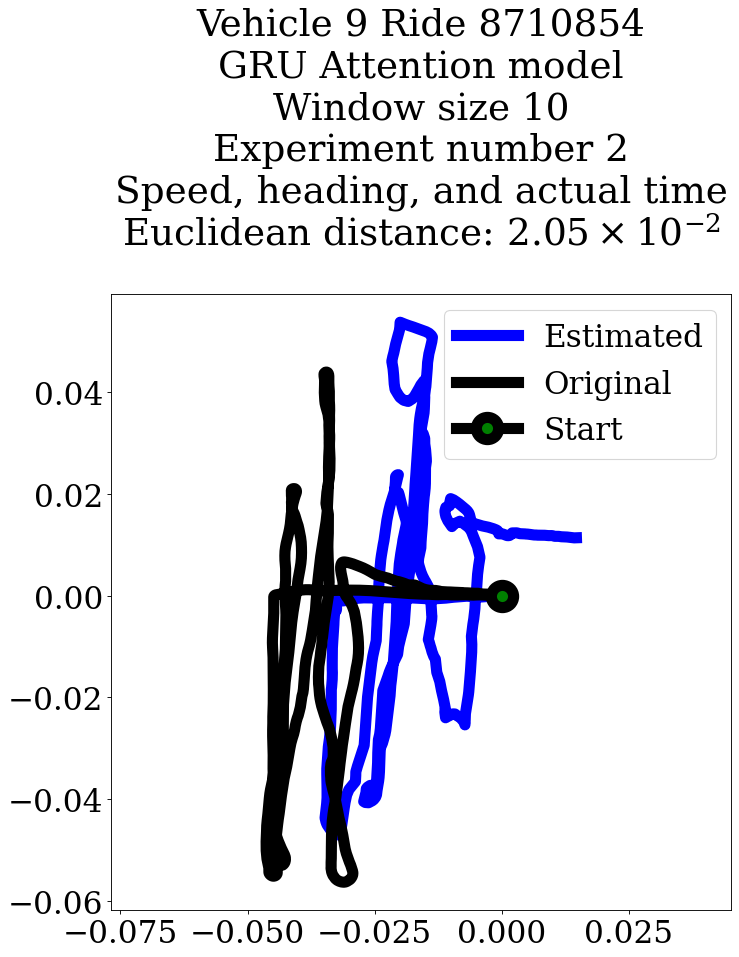 Vehicle 9 Ride 8710854
GRU Attention model
Window size 10
Experiment number 2
Speed, heading, and actual time
Euclidean distance: 2.05 × 10⁻²
Estimated
Original
Start
0.04
0.02
0.00
−0.02
−0.04
−0.06
−0.075 −0.050 −0.025 0.000 0.025